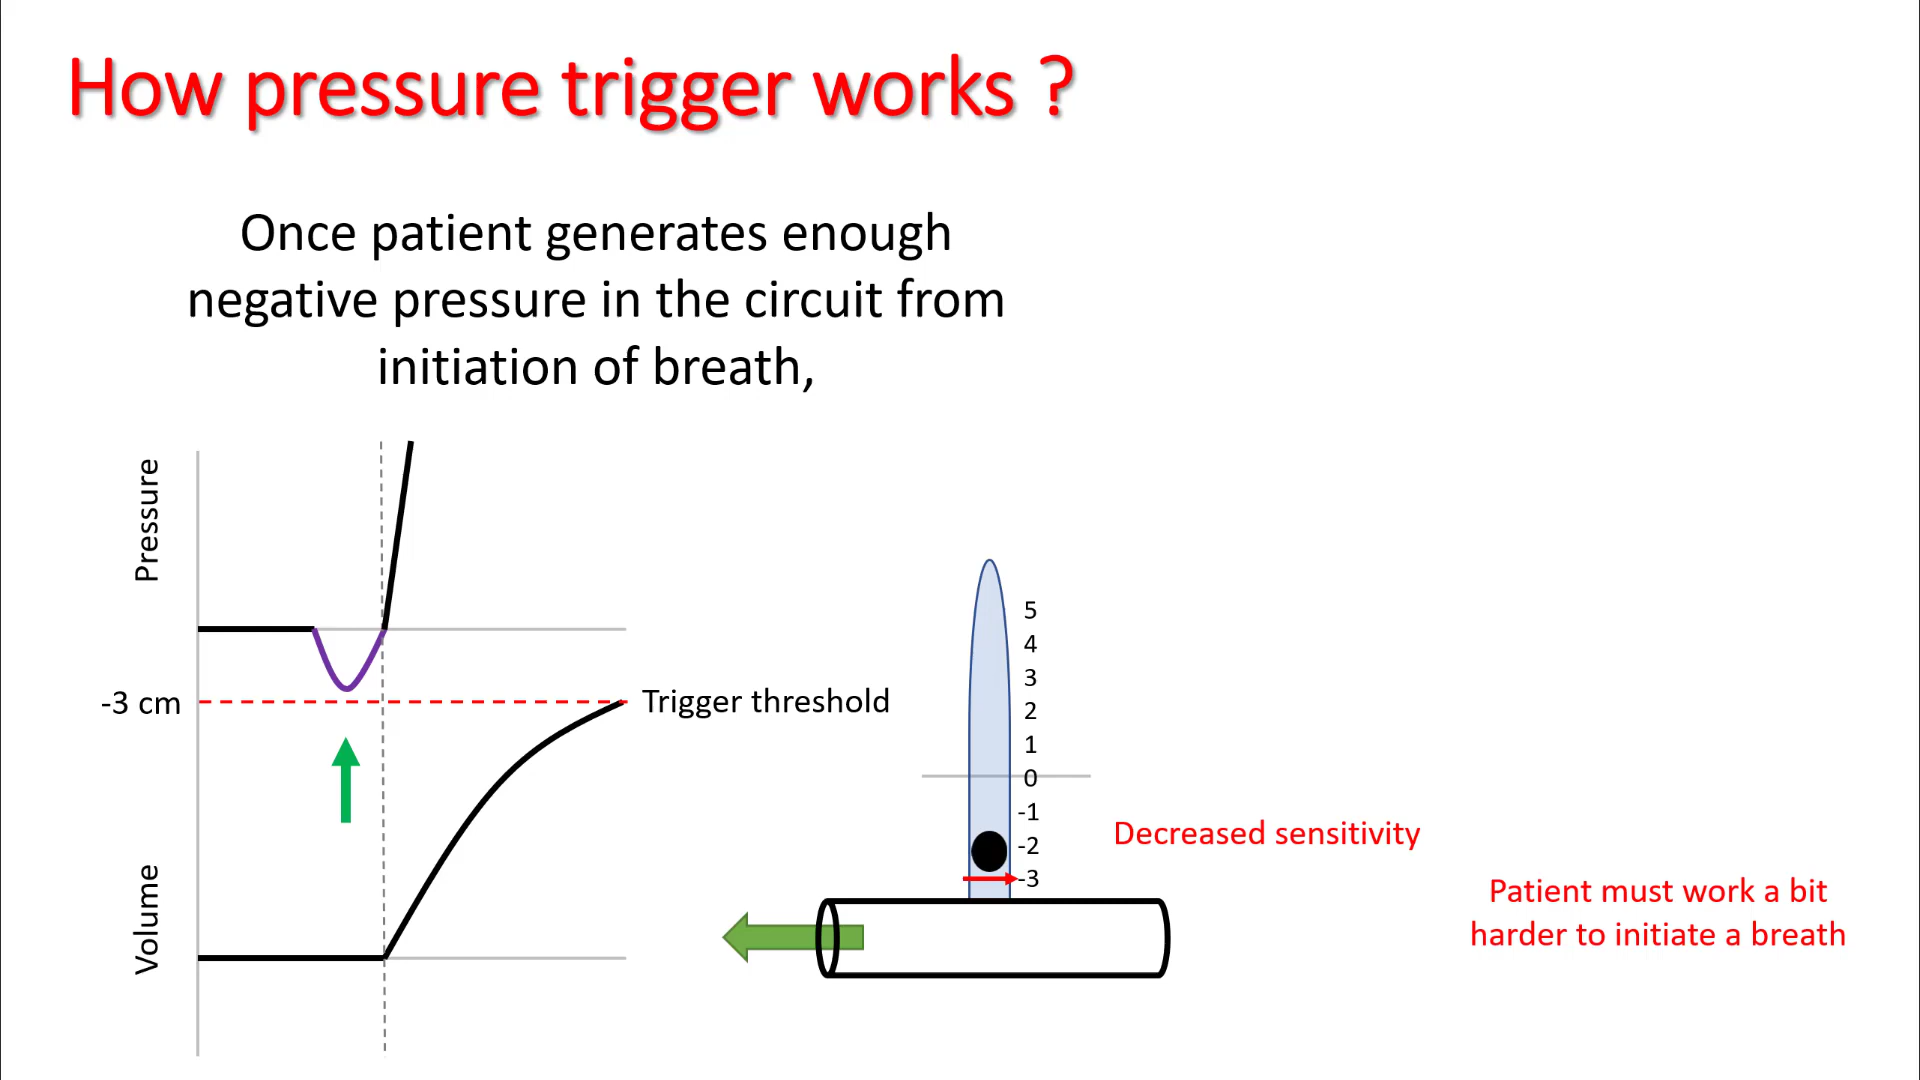 How pressure trigger works ?
Once patient generates enough
negative pressure in the circuit from
initiation of breath,
Pressure
-3 cm
Trigger threshold
Volume
5
4
3
2
1
0
-1
-2
-3
Decreased sensitivity
Patient must work a bit
harder to initiate a breath